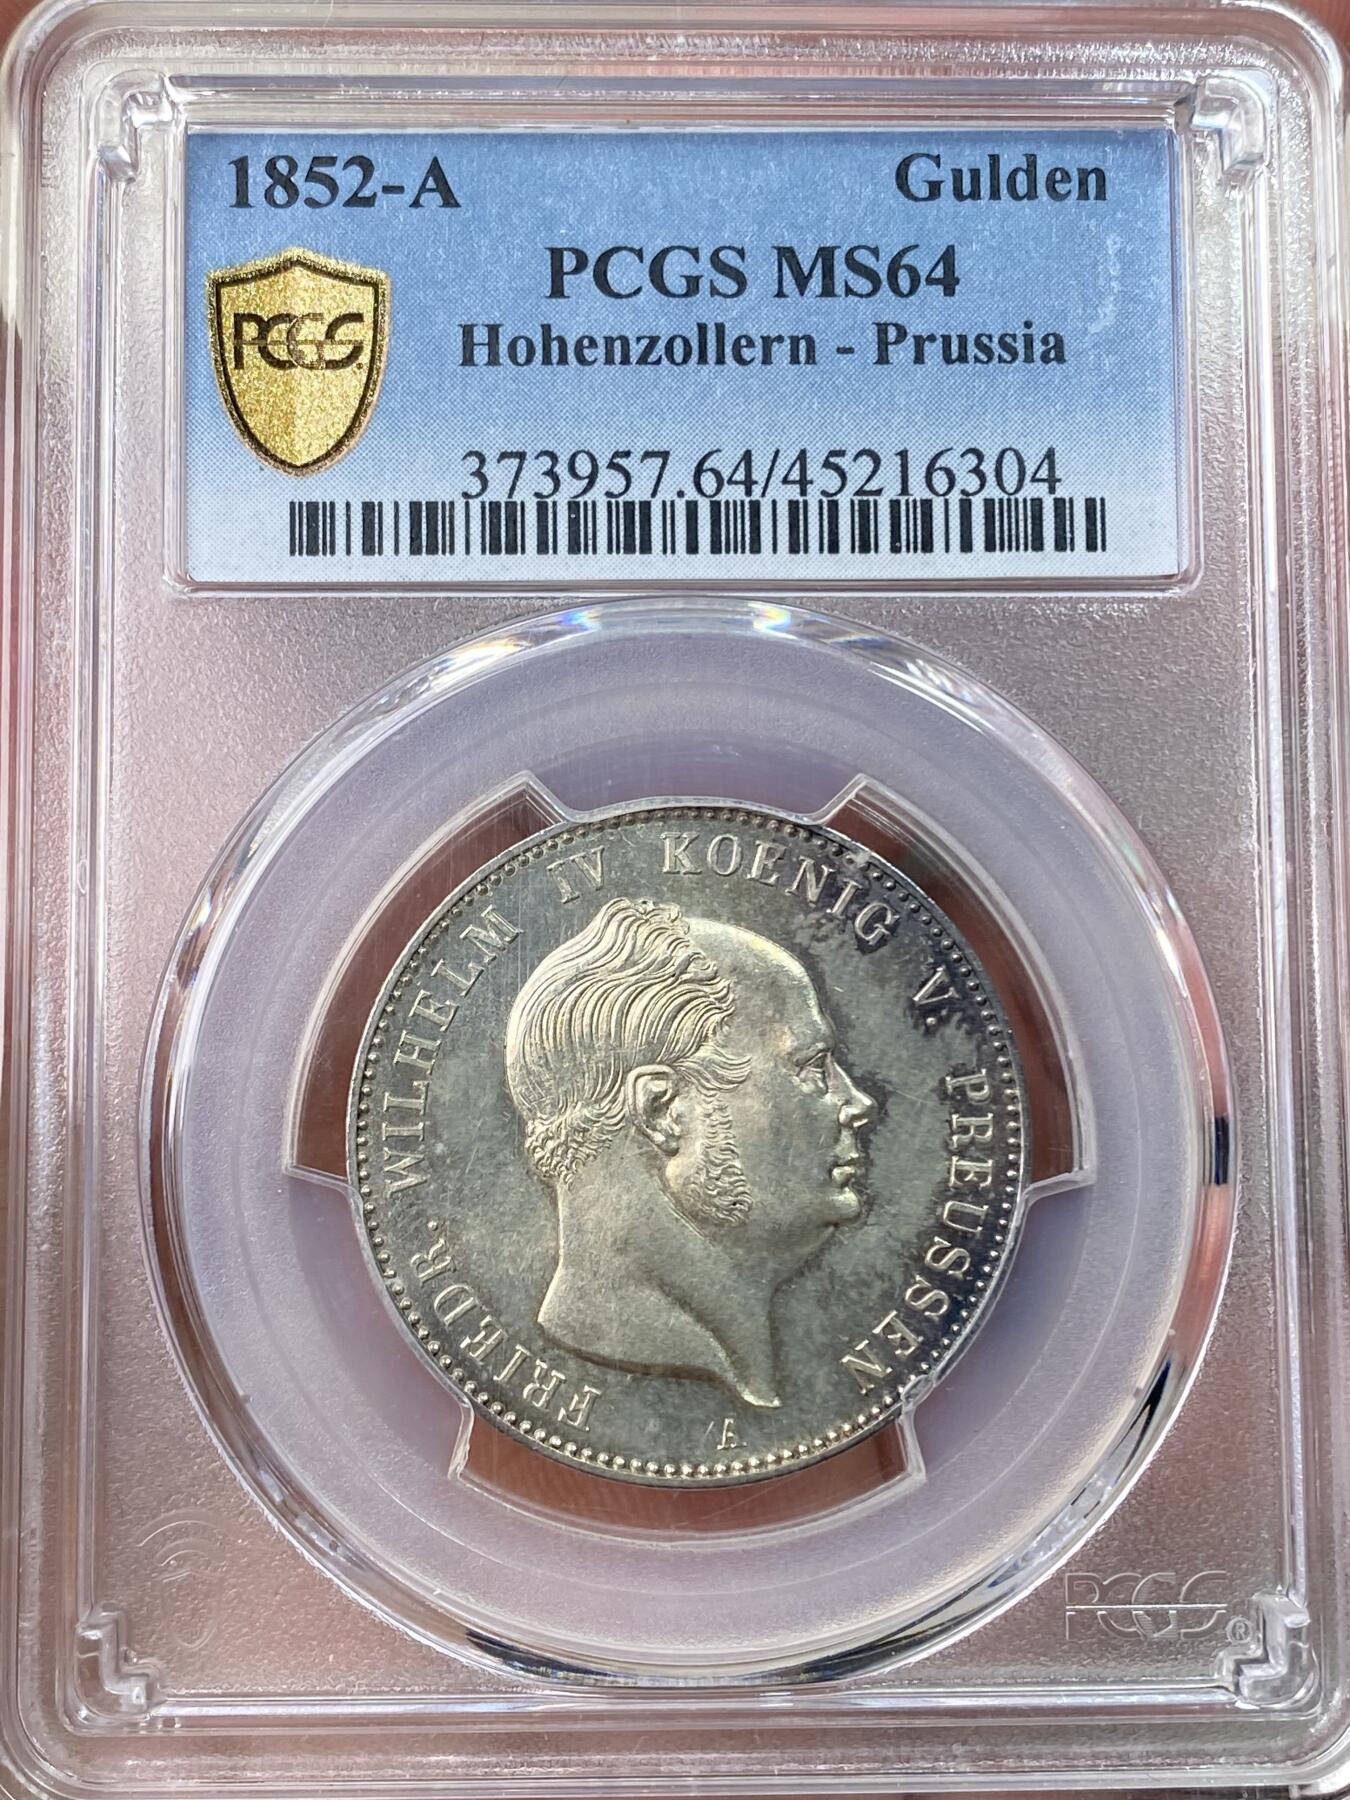 1852-A Gulden
PCGS MS64
PCGS
Hohenzollern - Prussia
373957.64/45216304
FRIEDR. WILHELM IV KOENIG V. PREUSSEN
A
PCGS ®